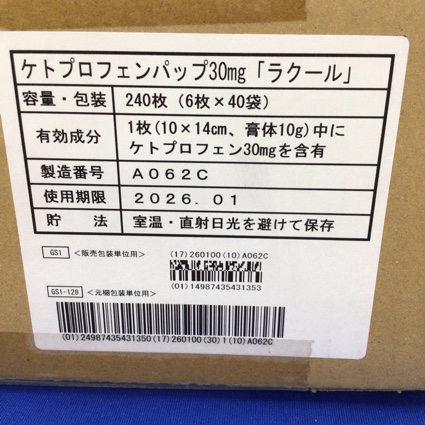 ケトプロフェンパップ30mg「ラクール」
容量・包装 240枚 (6枚×40袋)
有効成分 1枚(10×14cm、膏体10g)中に
ケトプロフェン30mgを含有
製造番号 A062C
使用期限 2026.01
貯 法 室温・直射日光を避けて保存
GS1 <販売包装単位用> (17)260100(10)A062C
(01)14987435431353
GS1-128 <元梱包装単位用>
(01)24987435431350(17)260100(30)1(10)A062C